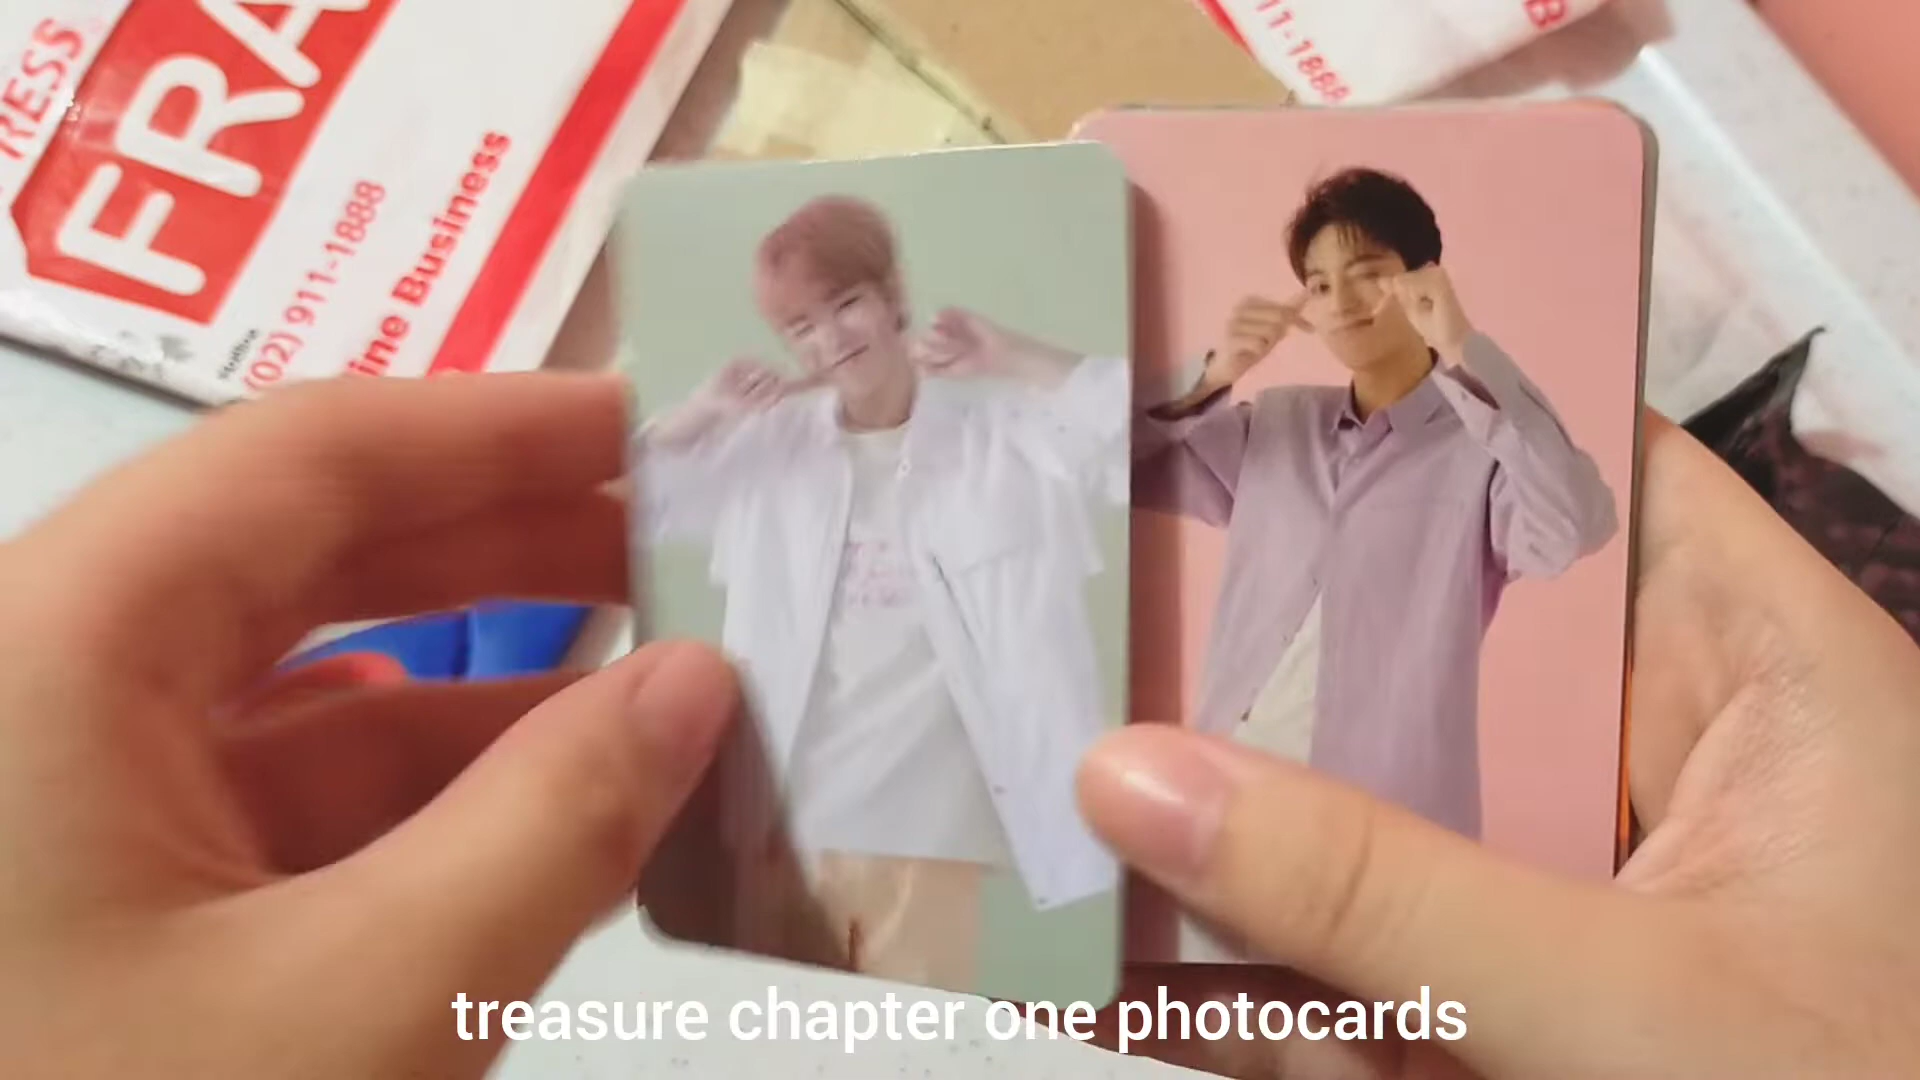 RESS
FRA
(02) 911-1888
ine Business
11-1888
B
treasure chapter one photocards